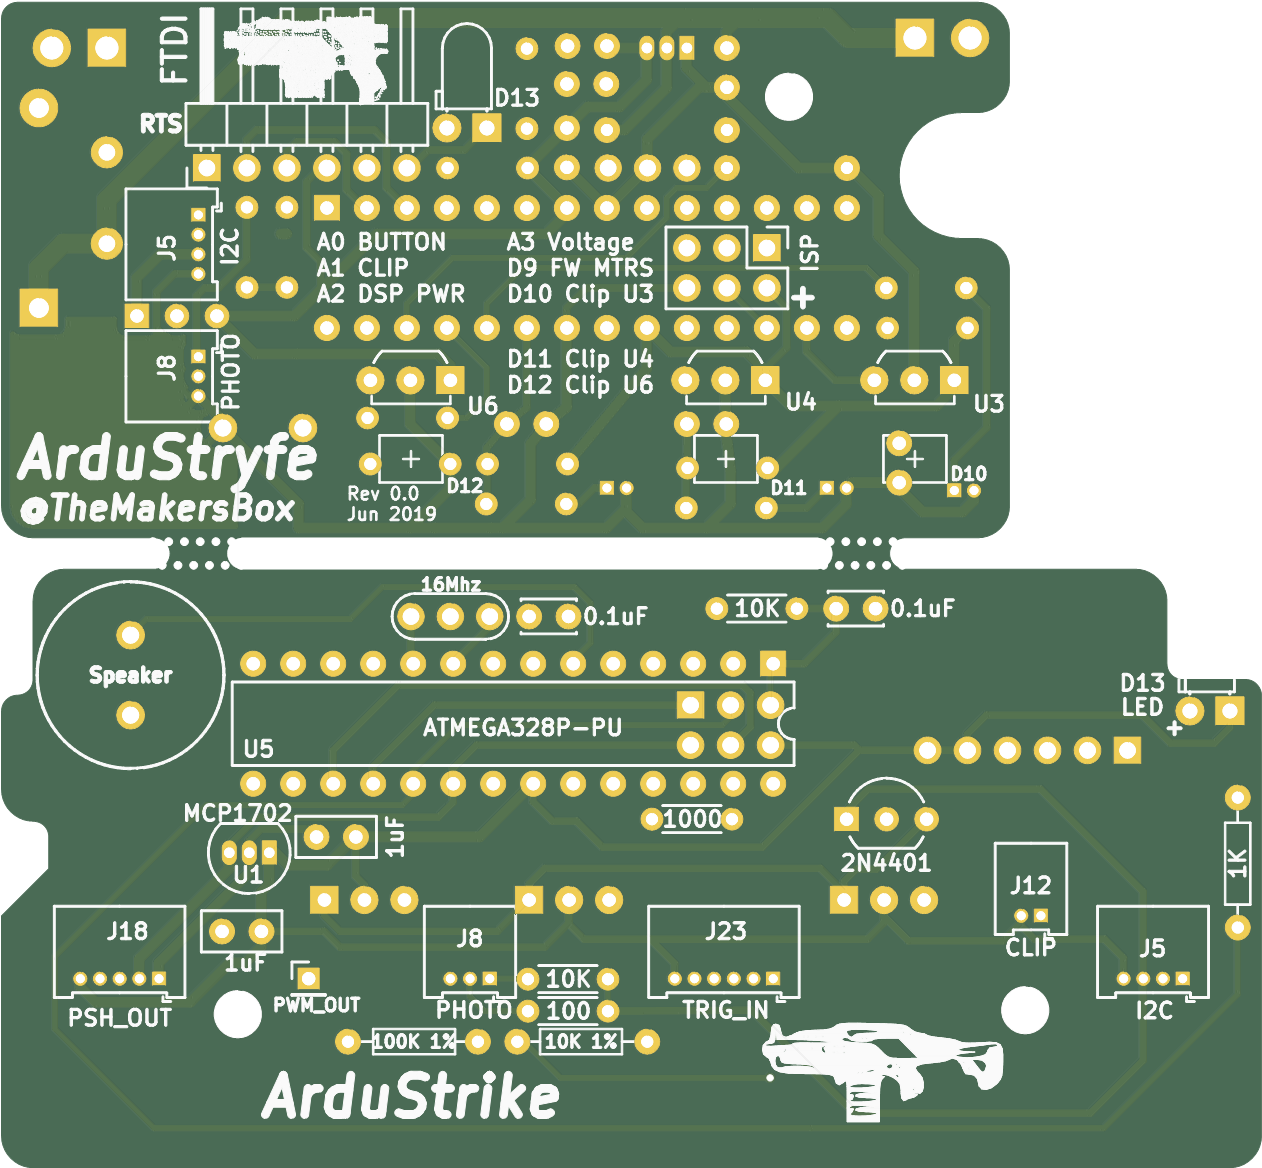 FTDI
D13
RTS
J5
I2C
A0 BUTTON
A1 CLIP
A2 DSP PWR
A3 Voltage
D9 FW MTRS
D10 Clip U3
ISP
+
J8
PHOTO
D11 Clip U4
D12 Clip U6
U6
U4
U3
ArduStryfe
@TheMakersBox
Rev 0.0
Jun 2019
D12
D11
D10
16Mhz
0.1uF
10K
0.1uF
Speaker
D13
LED
+
ATMEGA328P-PU
U5
MCP1702
U1
1uF
1000
2N4401
1K
J12
CLIP
J18
PSH_OUT
1uF
PWM_OUT
J8
PHOTO
10K
100
J23
TRIG_IN
J5
I2C
100K 1%
10K 1%
ArduStrike